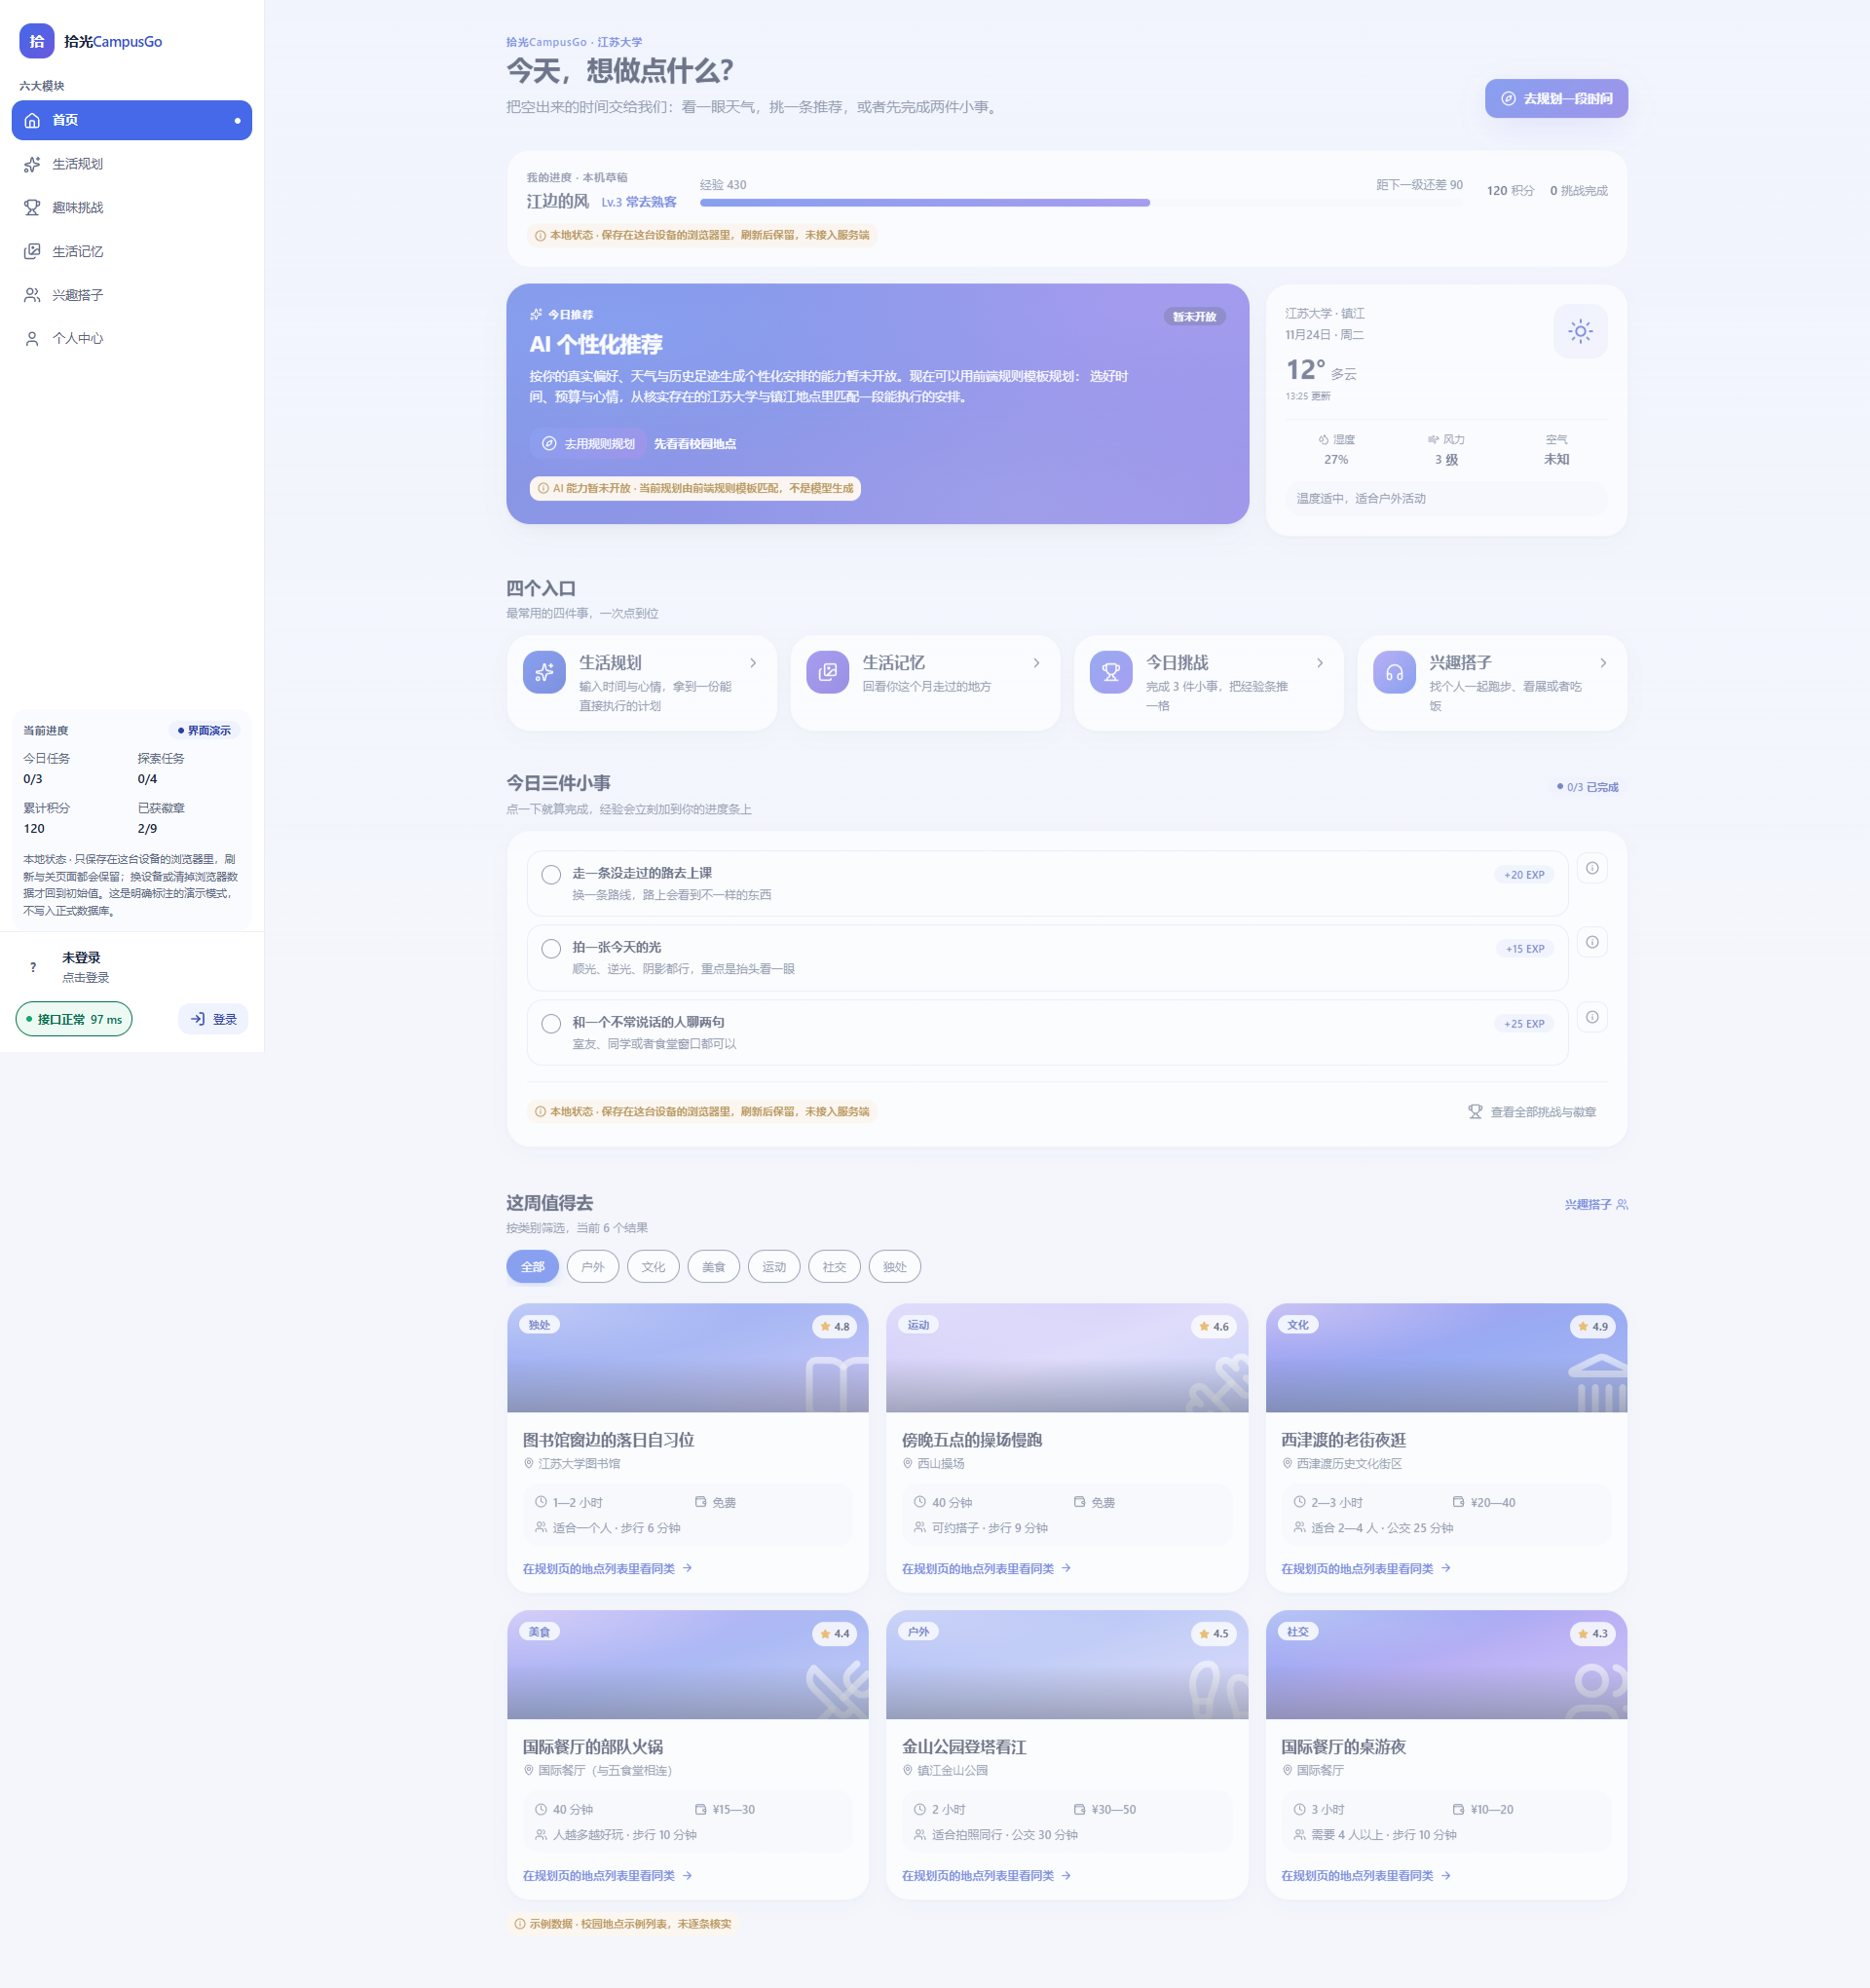 拾 拾光CampusGo
六大模块
首页
生活规划
趣味挑战
生活记忆
兴趣搭子
个人中心
当前进度 界面演示
今日任务 探索任务
0/3 0/4
累计积分 已获徽章
120 2/9
本地状态 · 只保存在这台设备的浏览器里，刷
新与关页面都会保留；换设备或清掉浏览器数
据才回到初始值。这是明确标注的演示模式，
不写入正式数据库。
? 未登录
点击登录
接口正常 97 ms 登录
拾光CampusGo · 江苏大学
今天，想做点什么？
把空出来的时间交给我们：看一眼天气，挑一条推荐，或者先完成两件小事。
去规划一段时间
我的进度 · 本机草稿
江边的风 Lv.3 常去熟客
经验 430 距下一级还差 90
120 积分 0 挑战完成
本地状态 · 保存在这台设备的浏览器里，刷新后保留，未接入服务端
今日推荐 暂未开放
AI 个性化推荐
按你的真实偏好、天气与历史足迹生成个性化安排的能力暂未开放。现在可以用前端规则模板规划： 选好时
间、预算与心情，从核实存在的江苏大学与镇江地点里匹配一段能执行的安排。
去用规则规划 先看看校园地点
AI 能力暂未开放 · 当前规划由前端规则模板匹配，不是模型生成
江苏大学 · 镇江
11月24日 · 周二
12° 多云
13:25 更新
湿度 风力 空气
27% 3 级 未知
温度适中，适合户外活动
四个入口
最常用的四件事，一次点到位
生活规划
输入时间与心情，拿到一份能
直接执行的计划
生活记忆
回看你这个月走过的地方
今日挑战
完成 3 件小事，把经验条推
一格
兴趣搭子
找个人一起跑步、看展或者吃
饭
今日三件小事
点一下就算完成，经验会立刻加到你的进度条上
0/3 已完成
走一条没走过的路去上课 +20 EXP
换一条路线，路上会看到不一样的东西
拍一张今天的光 +15 EXP
顺光、逆光、阴影都行，重点是抬头看一眼
和一个不常说话的人聊两句 +25 EXP
室友、同学或者食堂窗口都可以
本地状态 · 保存在这台设备的浏览器里，刷新后保留，未接入服务端 查看全部挑战与徽章
这周值得去 兴趣搭子
按类别筛选，当前 6 个结果
全部 户外 文化 美食 运动 社交 独处
独处 4.8
图书馆窗边的落日自习位
江苏大学图书馆
1—2 小时 免费
适合一个人 · 步行 6 分钟
在规划页的地点列表里看同类
运动 4.6
傍晚五点的操场慢跑
西山操场
40 分钟 免费
可约搭子 · 步行 9 分钟
在规划页的地点列表里看同类
文化 4.9
西津渡的老街夜逛
西津渡历史文化街区
2—3 小时 ¥20—40
适合 2—4 人 · 公交 25 分钟
在规划页的地点列表里看同类
美食 4.4
国际餐厅的部队火锅
国际餐厅（与五食堂相连）
40 分钟 ¥15—30
人越多越好玩 · 步行 10 分钟
在规划页的地点列表里看同类
户外 4.5
金山公园登塔看江
镇江金山公园
2 小时 ¥30—50
适合拍照同行 · 公交 30 分钟
在规划页的地点列表里看同类
社交 4.3
国际餐厅的桌游夜
国际餐厅
3 小时 ¥10—20
需要 4 人以上 · 步行 10 分钟
在规划页的地点列表里看同类
示例数据 · 校园地点示例列表，未逐条核实